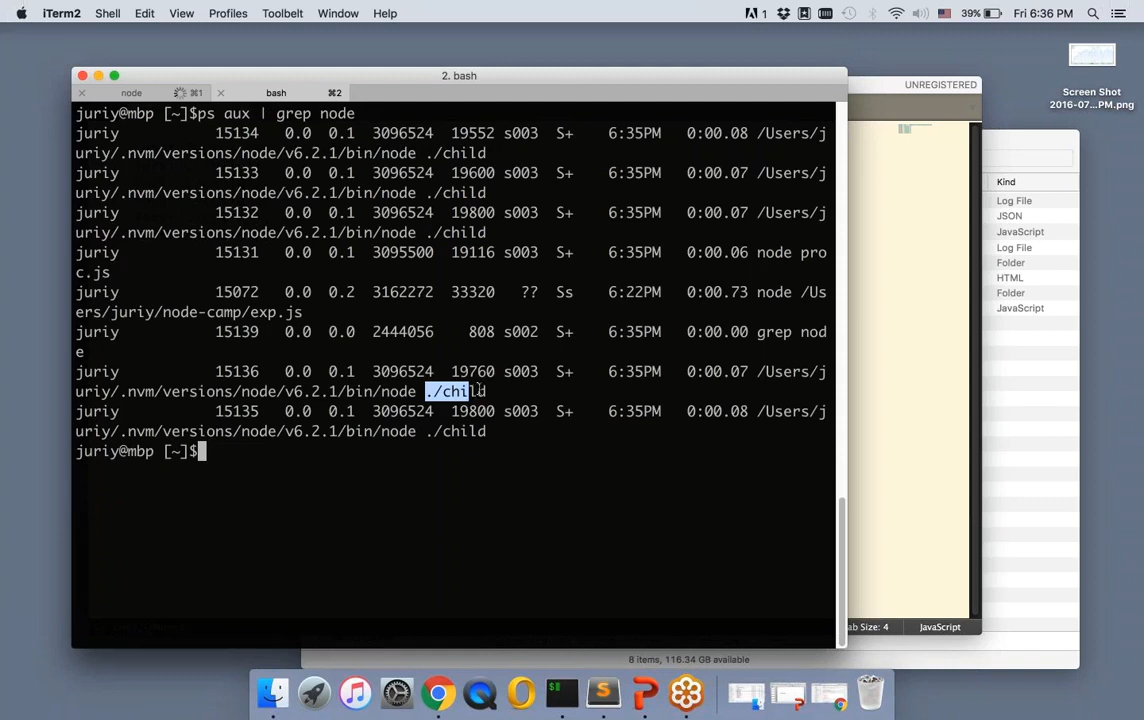 iTerm2 Shell Edit View Profiles Toolbelt Window Help
1 39% Fri 6:36 PM
Screen Shot
2016-07...PM.png
2. bash
UNREGISTERED
node ⌘1 bash ⌘2
juriy@mbp [~]$ps aux | grep node
juriy 15134 0.0 0.1 3096524 19552 s003 S+ 6:35PM 0:00.08 /Users/j
uriy/.nvm/versions/node/v6.2.1/bin/node ./child
juriy 15133 0.0 0.1 3096524 19600 s003 S+ 6:35PM 0:00.07 /Users/j
uriy/.nvm/versions/node/v6.2.1/bin/node ./child
juriy 15132 0.0 0.1 3096524 19800 s003 S+ 6:35PM 0:00.07 /Users/j
uriy/.nvm/versions/node/v6.2.1/bin/node ./child
juriy 15131 0.0 0.1 3095500 19116 s003 S+ 6:35PM 0:00.06 node pro
c.js
juriy 15072 0.0 0.2 3162272 33320 ?? Ss 6:22PM 0:00.73 node /Us
ers/juriy/node-camp/exp.js
juriy 15139 0.0 0.0 2444056 808 s002 S+ 6:35PM 0:00.00 grep nod
e
juriy 15136 0.0 0.1 3096524 19760 s003 S+ 6:35PM 0:00.07 /Users/j
uriy/.nvm/versions/node/v6.2.1/bin/node ./child
juriy 15135 0.0 0.1 3096524 19800 s003 S+ 6:35PM 0:00.08 /Users/j
uriy/.nvm/versions/node/v6.2.1/bin/node ./child
juriy@mbp [~]$
Kind
Log File
JSON
JavaScript
Log File
Folder
HTML
Folder
JavaScript
ab Size: 4 JavaScript
8 items, 116.34 GB available